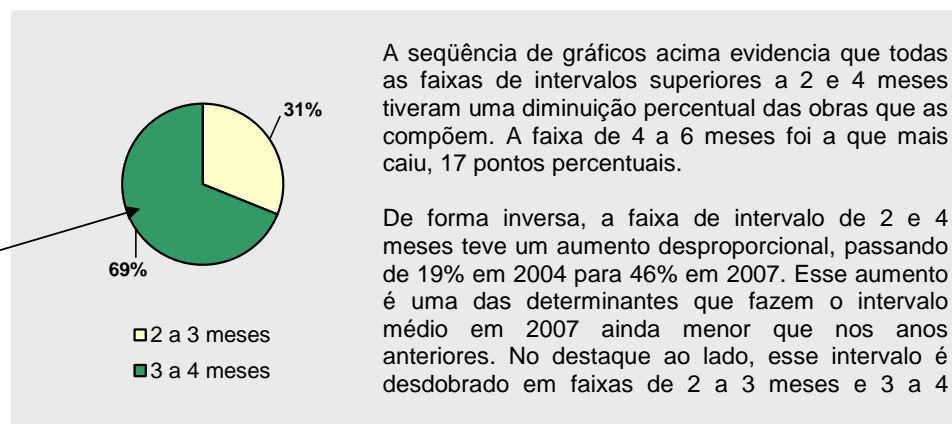 31%
69%
2 a 3 meses
3 a 4 meses
A seqüência de gráficos acima evidencia que todas
as faixas de intervalos superiores a 2 e 4 meses
tiveram uma diminuição percentual das obras que as
compõem. A faixa de 4 a 6 meses foi a que mais
caiu, 17 pontos percentuais.
De forma inversa, a faixa de intervalo de 2 e 4
meses teve um aumento desproporcional, passando
de 19% em 2004 para 46% em 2007. Esse aumento
é uma das determinantes que fazem o intervalo
médio em 2007 ainda menor que nos anos
anteriores. No destaque ao lado, esse intervalo é
desdobrado em faixas de 2 a 3 meses e 3 a 4